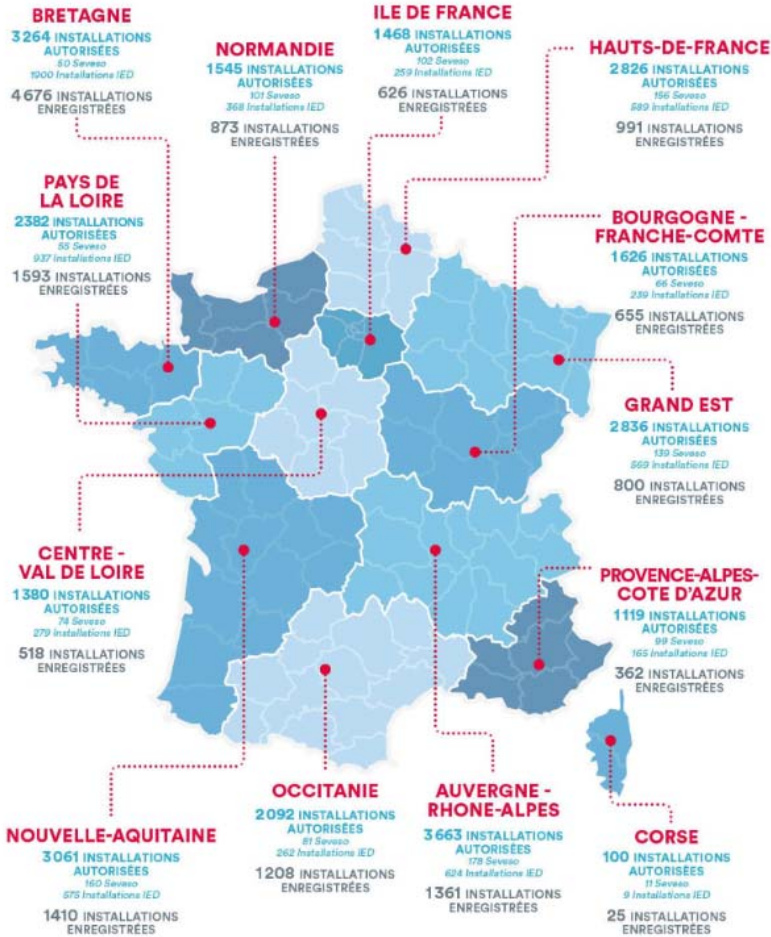 BRETAGNE
3264 INSTALLATIONS
AUTORISÉES
50 Seveso
1900 Installations IED
4676 INSTALLATIONS
ENREGISTRÉES
NORMANDIE
1545 INSTALLATIONS
AUTORISÉES
101 Seveso
368 Installations IED
873 INSTALLATIONS
ENREGISTRÉES
ILE DE FRANCE
1468 INSTALLATIONS
AUTORISÉES
102 Seveso
259 Installations IED
626 INSTALLATIONS
ENREGISTRÉES
HAUTS-DE-FRANCE
2826 INSTALLATIONS
AUTORISÉES
156 Seveso
589 Installations IED
991 INSTALLATIONS
ENREGISTRÉES
PAYS DE
LA LOIRE
2382 INSTALLATIONS
AUTORISÉES
55 Seveso
937 Installations IED
1593 INSTALLATIONS
ENREGISTRÉES
BOURGOGNE -
FRANCHE-COMTE
1626 INSTALLATIONS
AUTORISÉES
66 Seveso
239 Installations IED
655 INSTALLATIONS
ENREGISTRÉES
GRAND EST
2836 INSTALLATIONS
AUTORISÉES
139 Seveso
569 Installations IED
800 INSTALLATIONS
ENREGISTRÉES
CENTRE -
VAL DE LOIRE
1380 INSTALLATIONS
AUTORISÉES
74 Seveso
279 Installations IED
518 INSTALLATIONS
ENREGISTRÉES
PROVENCE-ALPES-
COTE D'AZUR
1119 INSTALLATIONS
AUTORISÉES
99 Seveso
165 Installations IED
362 INSTALLATIONS
ENREGISTRÉES
NOUVELLE-AQUITAINE
3061 INSTALLATIONS
AUTORISÉES
160 Seveso
575 Installations IED
1410 INSTALLATIONS
ENREGISTRÉES
OCCITANIE
2092 INSTALLATIONS
AUTORISÉES
81 Seveso
262 Installations IED
1208 INSTALLATIONS
ENREGISTRÉES
AUVERGNE -
RHONE-ALPES
3663 INSTALLATIONS
AUTORISÉES
178 Seveso
624 Installations IED
1361 INSTALLATIONS
ENREGISTRÉES
CORSE
100 INSTALLATIONS
AUTORISÉES
11 Seveso
9 Installations IED
25 INSTALLATIONS
ENREGISTRÉES